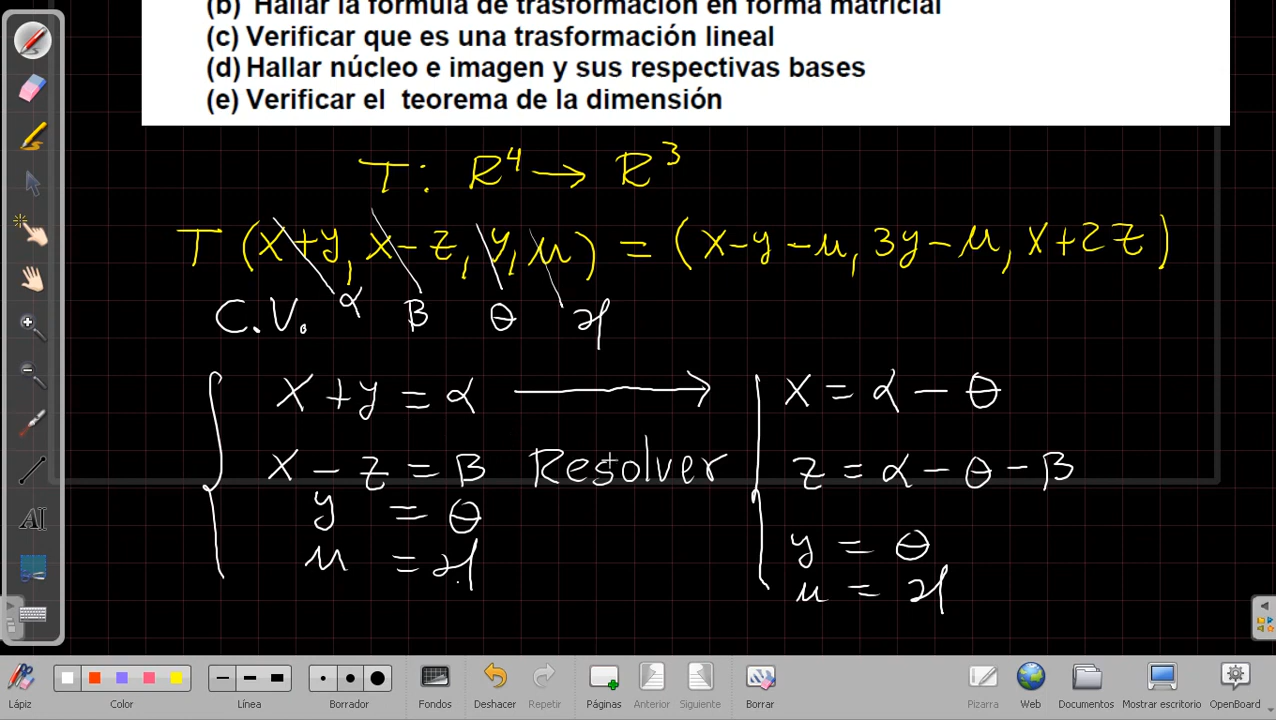 (b) Hallar la fórmula de trasformación en forma matricial
(c) Verificar que es una trasformación lineal
(d) Hallar núcleo e imagen y sus respectivas bases
(e) Verificar el teorema de la dimensión
T: R⁴ → R³
T (x+y, x-z, y, μ) = (x-y-μ, 3y-μ, x+2z)
C.V. α β θ
x+y = α → x = α - θ
x - z = β Resolver z = α - θ - β
y = θ
y = θ
μ =
μ =
Lápiz
Color
Línea
Borrador
Fondos
Deshacer
Repetir
Páginas
Anterior
Siguiente
Borrar
Pizarra
Web
Documentos
Mostrar escritorio
OpenBoard